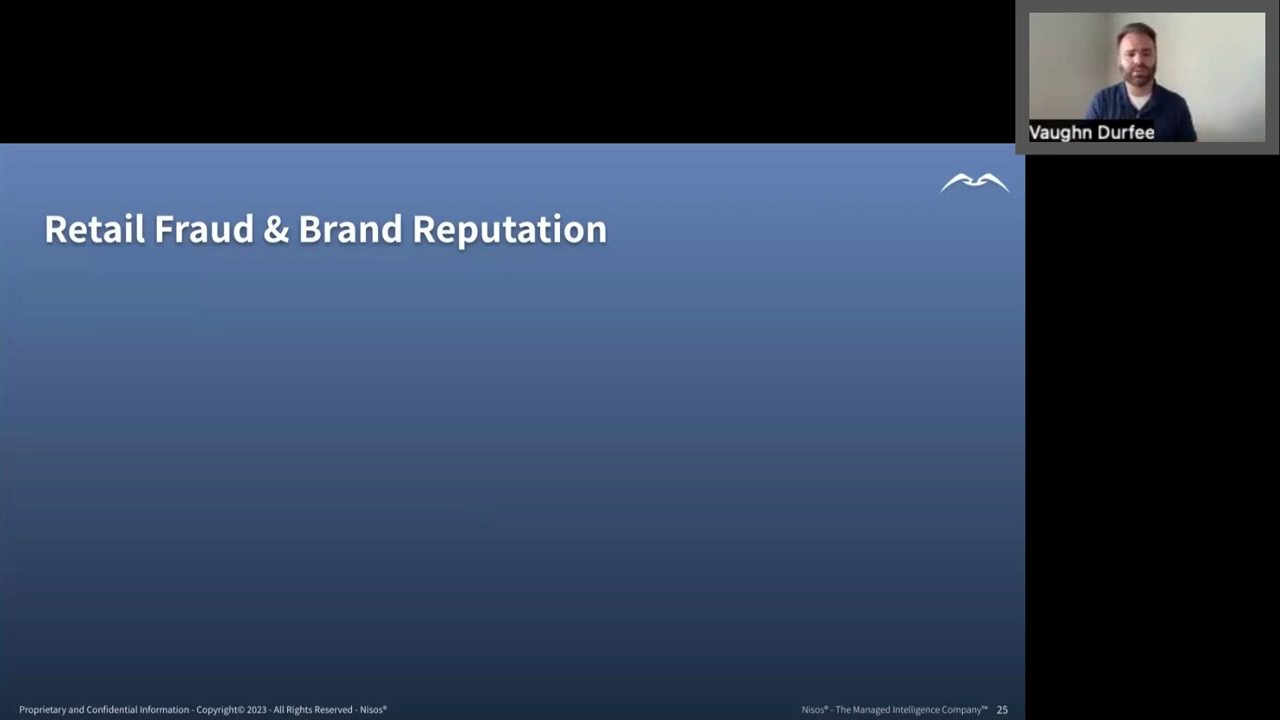 Vaughn Durfee
Retail Fraud & Brand Reputation
Proprietary and Confidential Information - Copyright© 2023 - All Rights Reserved - Nisos®
Nisos® - The Managed Intelligence Company™ 25